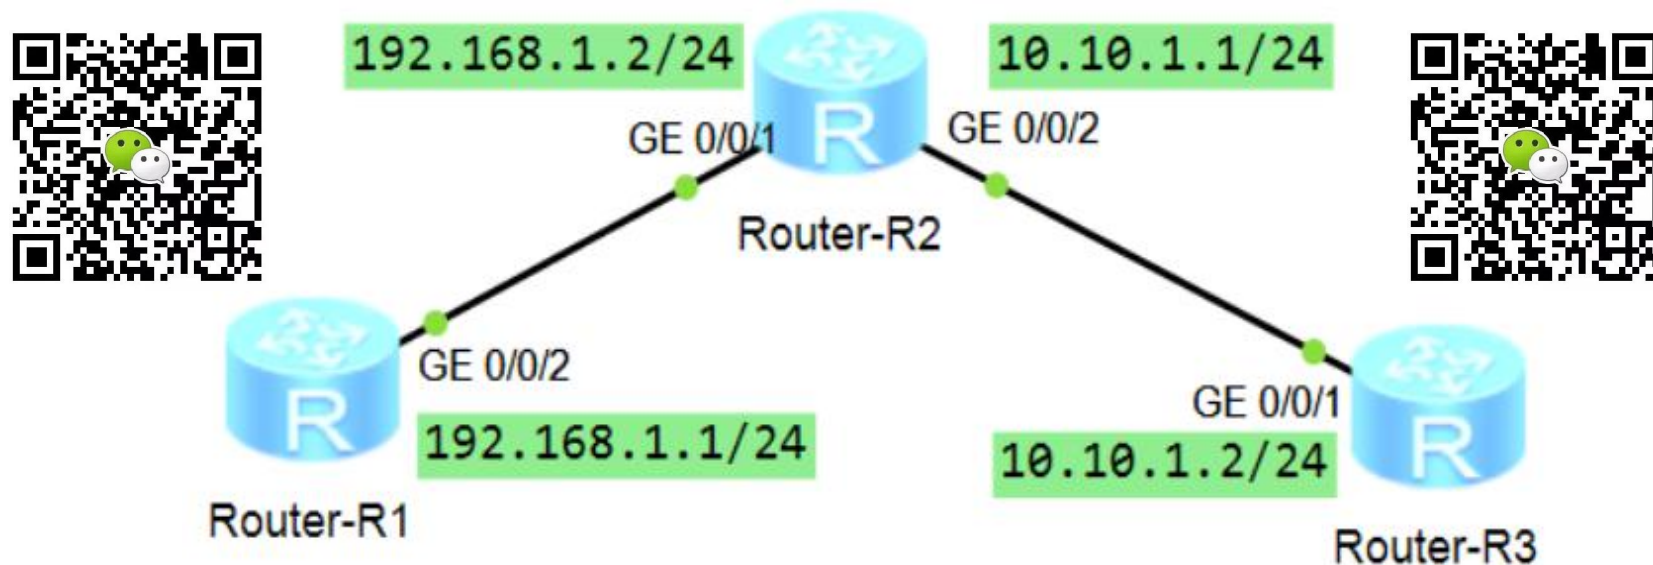 192.168.1.2/24
10.10.1.1/24
R
GE 0/0/1
GE 0/0/2
Router-R2
GE 0/0/2
R
192.168.1.1/24
Router-R1
GE 0/0/1
R
10.10.1.2/24
Router-R3